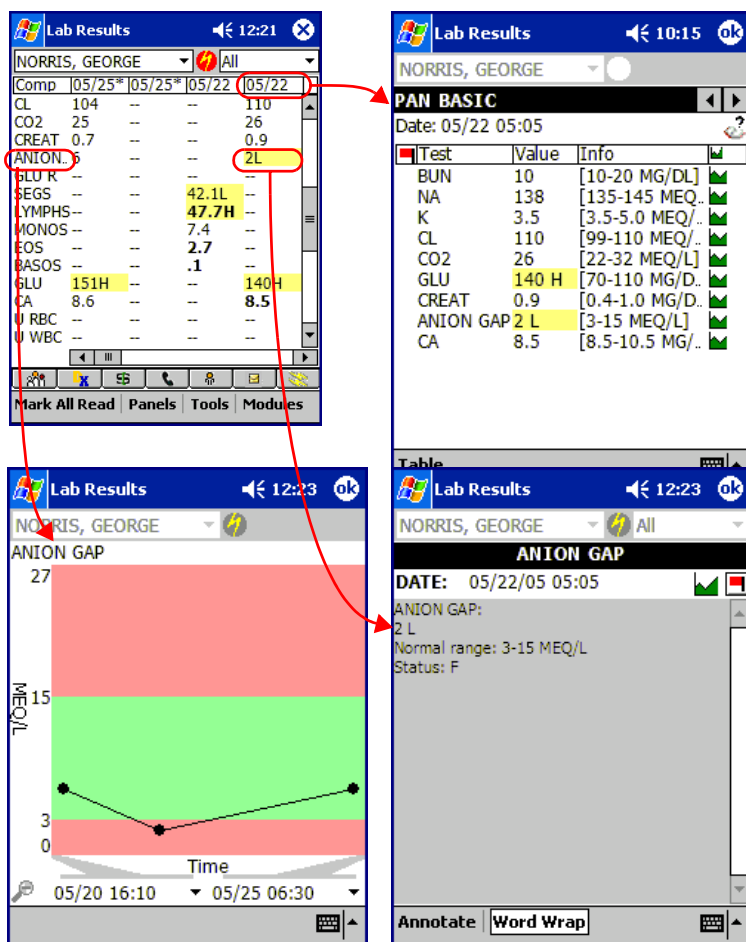 Lab Results 12:21
NORRIS, GEORGE All
Comp 05/25* 05/25* 05/22 05/22
CL 104 -- -- 110
CO2 25 -- -- 26
CREAT 0.7 -- -- 0.9
ANION.. 6 -- -- 2L
GLU R -- -- -- --
SEGS -- -- 42.1L --
LYMPHS -- -- 47.7H --
MONOS -- -- 7.4 --
EOS -- -- 2.7 --
BASOS -- -- .1 --
GLU 151H -- -- 140H
CA 8.6 -- -- 8.5
U RBC -- -- -- --
U WBC -- -- -- --
Mark All Read Panels Tools Modules
Lab Results 10:15 ok
NORRIS, GEORGE
PAN BASIC
Date: 05/22 05:05
Test Value Info
BUN 10 [10-20 MG/DL]
NA 138 [135-145 MEQ..
K 3.5 [3.5-5.0 MEQ/..
CL 110 [99-110 MEQ/..
CO2 26 [22-32 MEQ/L]
GLU 140 H [70-110 MG/D..
CREAT 0.9 [0.4-1.0 MG/D..
ANION GAP 2 L [3-15 MEQ/L]
CA 8.5 [8.5-10.5 MG/..
Table
Lab Results 12:23 ok
NORRIS, GEORGE
ANION GAP
27
15
MEQ/L
3
0
Time
05/20 16:10 05/25 06:30
Lab Results 12:23 ok
NORRIS, GEORGE All
ANION GAP
DATE: 05/22/05 05:05
ANION GAP:
2 L
Normal range: 3-15 MEQ/L
Status: F
Annotate Word Wrap